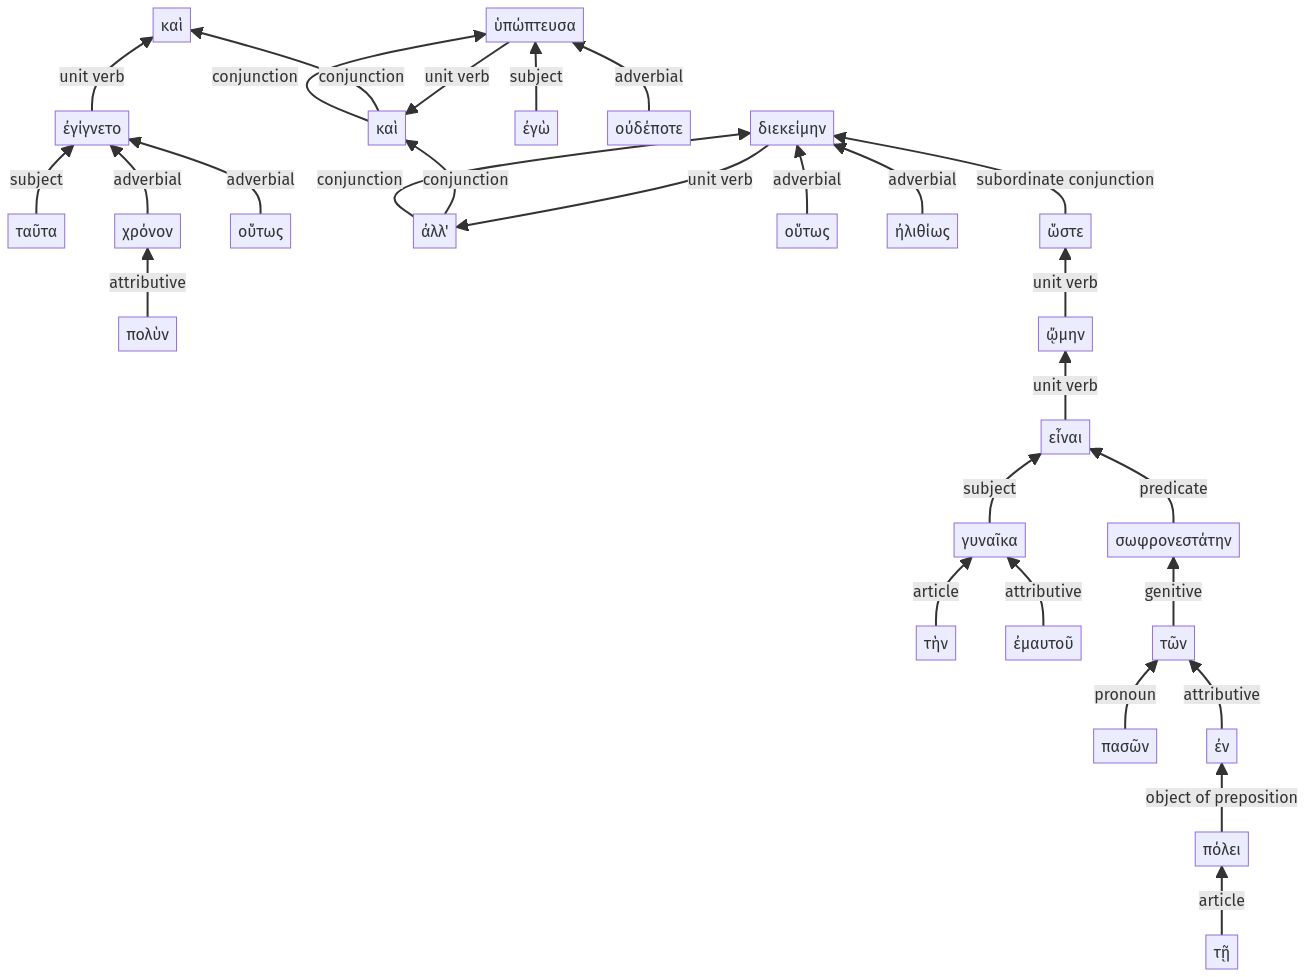 καὶ
ὑπώπτευσα
unit verb
conjunction
conjunction
unit verb
subject
adverbial
ἐγίγνετο
καὶ
ἐγὼ
οὐδέποτε
διεκείμην
subject
adverbial
adverbial
conjunction
conjunction
unit verb
adverbial
adverbial
subordinate conjunction
ταῦτα
χρόνον
οὕτως
ἀλλ'
οὕτως
ἠλιθίως
ὥστε
attributive
unit verb
πολὺν
ᾤμην
unit verb
εἶναι
subject
predicate
γυναῖκα
σωφρονεστάτην
article
attributive
genitive
τὴν
ἐμαυτοῦ
τῶν
pronoun
attributive
πασῶν
ἐν
object of preposition
πόλει
article
τῇ